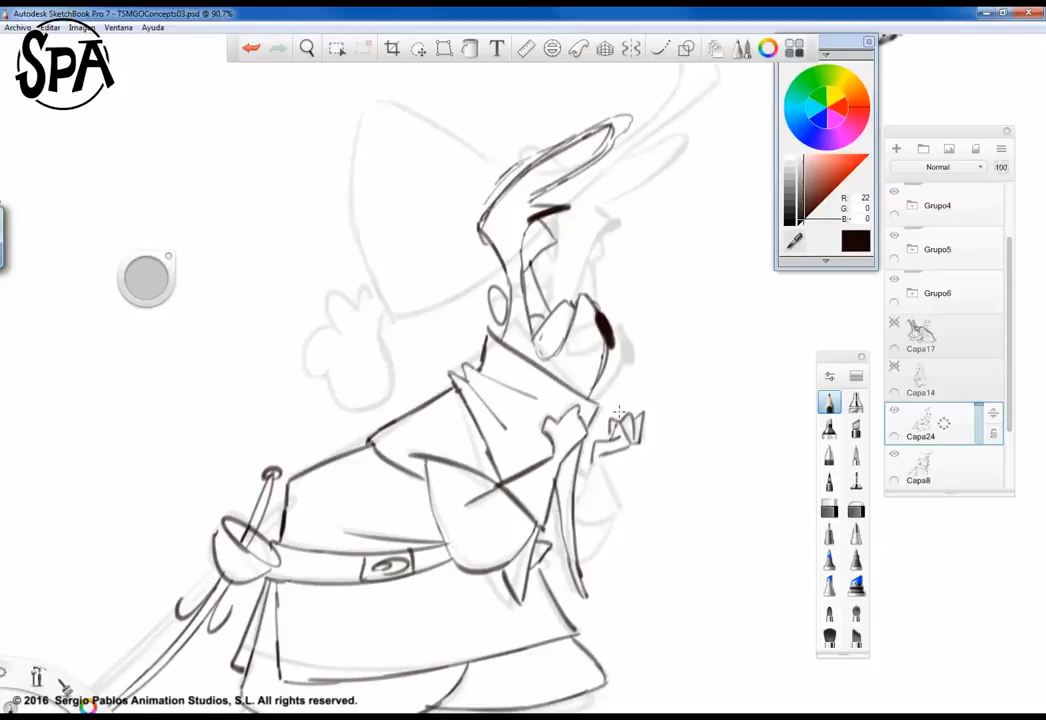 Autodesk SketchBook Pro 7 - TSMGOConcepts03.psd @ 90,7%
Archivo Editar Imagen Ventana Ayuda
SPA
T
Normal 100
R: 22
G: 0
B: 0
Grupo4
Grupo5
Grupo6
Capa17
Capa14
Capa24
Capa8
© 2016 Sergio Pablos Animation Studios, S.L. All rights reserved.